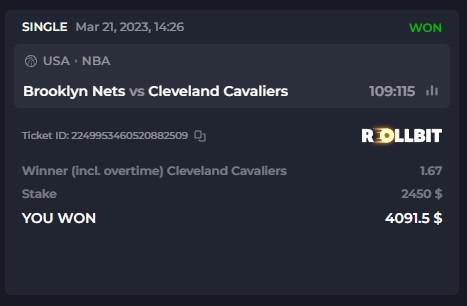 SINGLE Mar 21, 2023, 14:26 WON
USA · NBA
Brooklyn Nets vs Cleveland Cavaliers 109:115
Ticket ID: 2249953460520882509 ROLLBIT
Winner (incl. overtime) Cleveland Cavaliers 1.67
Stake 2450 $
YOU WON 4091.5 $